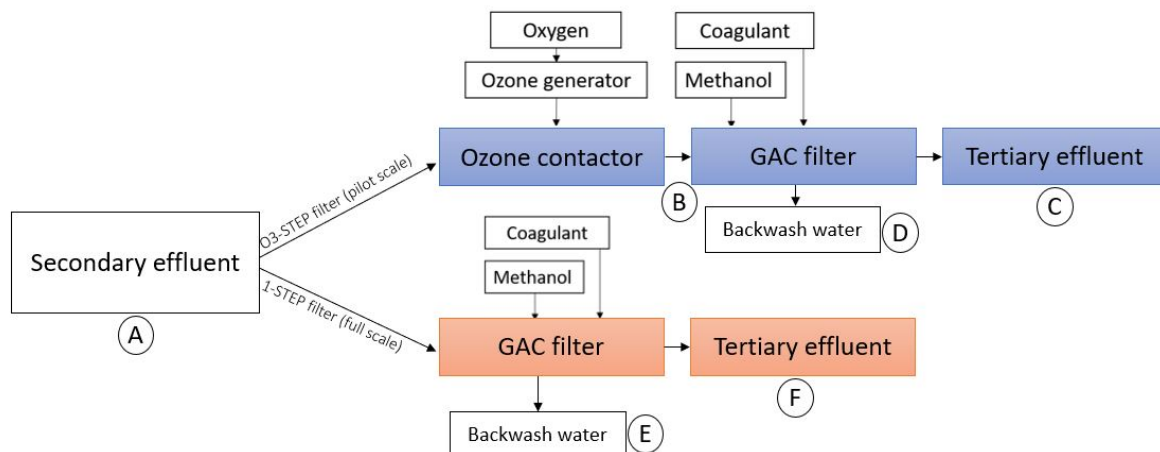 Oxygen
Ozone generator
Coagulant
Methanol
Ozone contactor
GAC filter
Tertiary effluent
B
C
Backwash water
D
O3-STEP filter (pilot scale)
Secondary effluent
A
1-STEP filter (full scale)
Coagulant
Methanol
GAC filter
Tertiary effluent
F
Backwash water
E